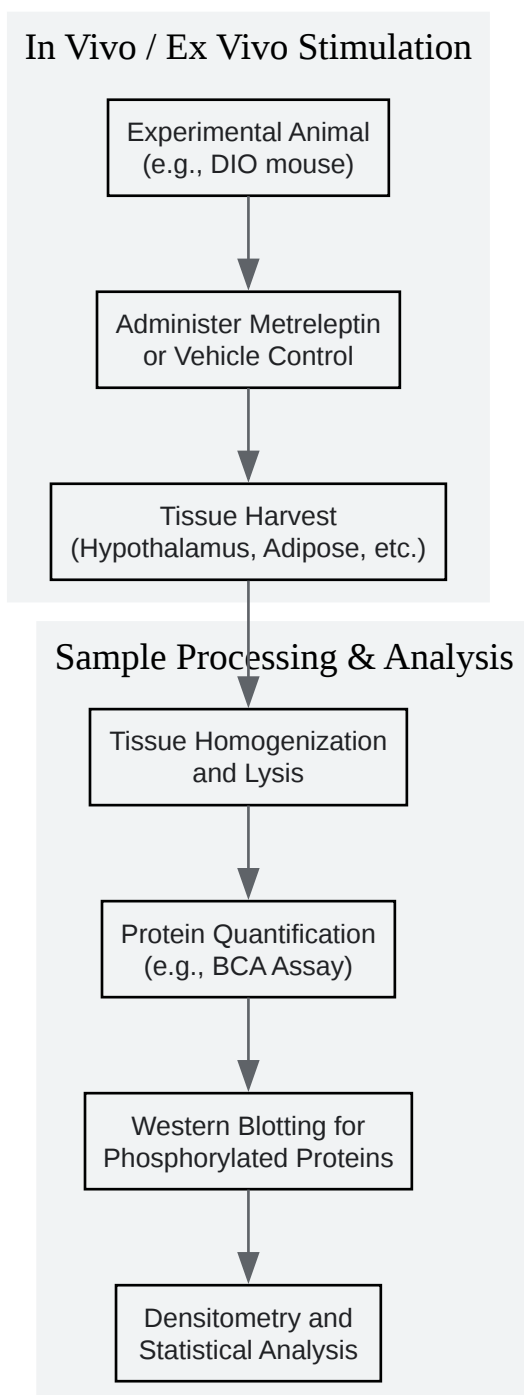 In Vivo / Ex Vivo Stimulation
Experimental Animal
(e.g., DIO mouse)
Administer Metreleptin
or Vehicle Control
Tissue Harvest
(Hypothalamus, Adipose, etc.)
Sample Processing & Analysis
Tissue Homogenization
and Lysis
Protein Quantification
(e.g., BCA Assay)
Western Blotting for
Phosphorylated Proteins
Densitometry and
Statistical Analysis